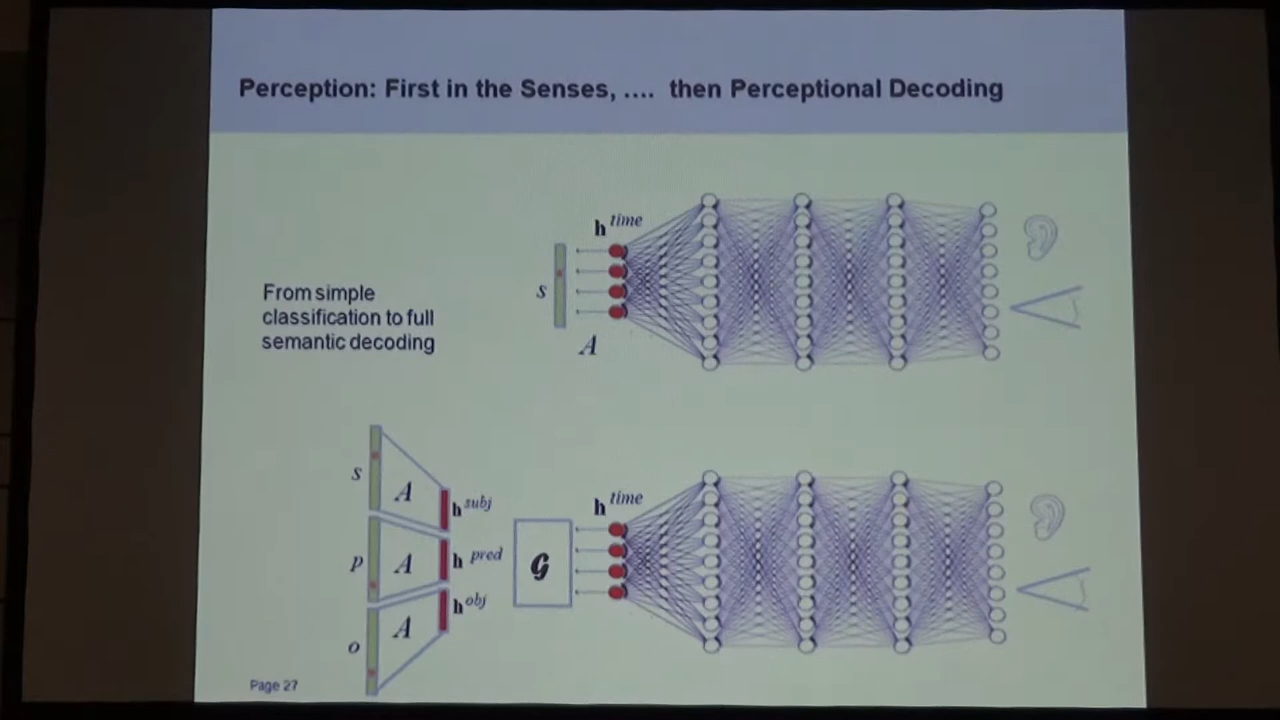 Perception: First in the Senses, .... then Perceptional Decoding
h time
s
A
From simple
classification to full
semantic decoding
s
A
h subj
p
A
h pred
o
A
h obj
G
h time
Page 27